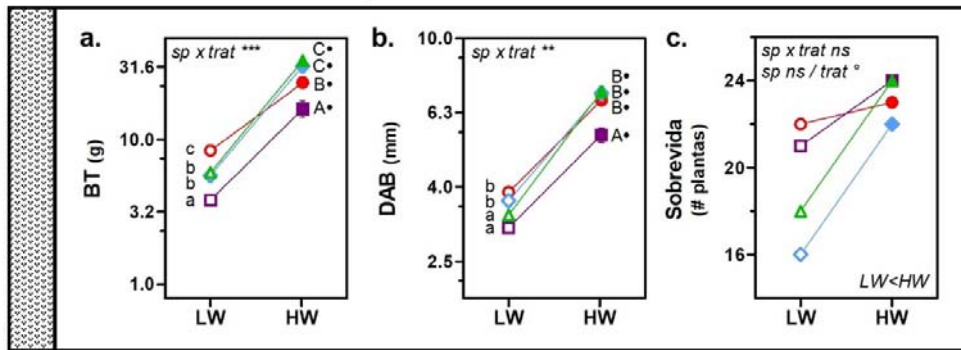 a.
sp x trat ***
BT (g)
31.6
10.0
3.2
1.0
c
b
b
a
C•
C•
B•
A•
LW HW
b.
sp x trat **
DAB (mm)
10.0
6.3
4.0
2.5
b
b
a
a
B•
B•
B•
A•
LW HW
c.
sp x trat ns
sp ns / trat °
Sobrevida
(# plantas)
24
20
16
LW<HW
LW HW